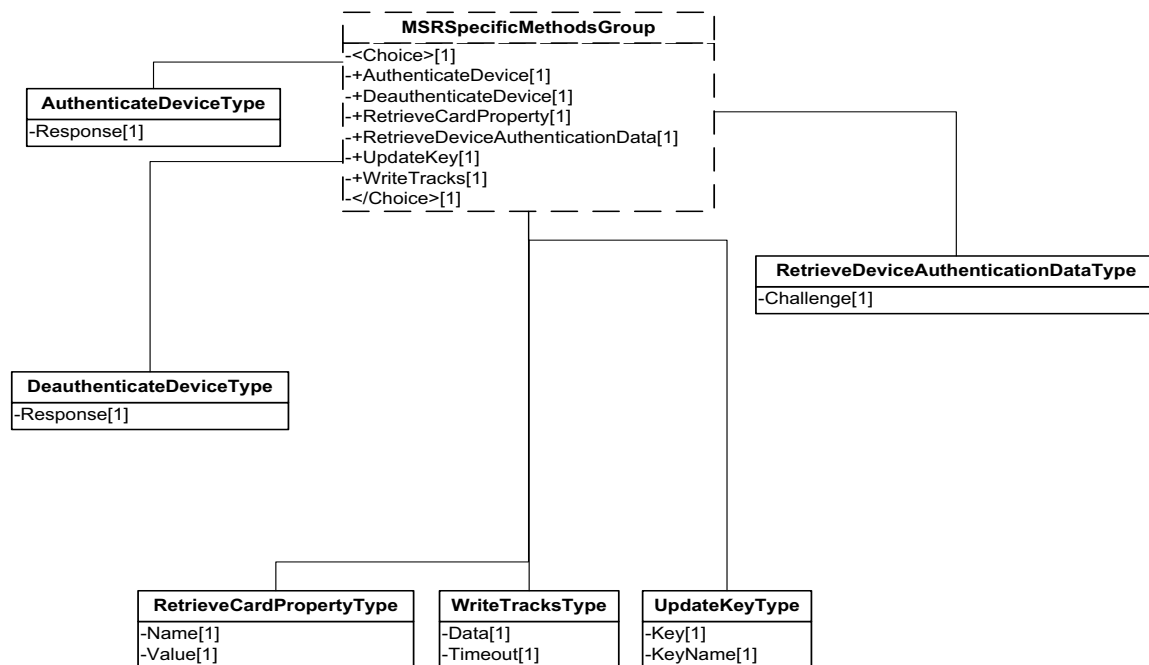 MSRSpecificMethodsGroup
-<Choice>[1]
-+AuthenticateDevice[1]
-+DeauthenticateDevice[1]
-+RetrieveCardProperty[1]
-+RetrieveDeviceAuthenticationData[1]
-+UpdateKey[1]
-+WriteTracks[1]
-</Choice>[1]
AuthenticateDeviceType
-Response[1]
RetrieveDeviceAuthenticationDataType
-Challenge[1]
DeauthenticateDeviceType
-Response[1]
RetrieveCardPropertyType
-Name[1]
-Value[1]
WriteTracksType
-Data[1]
-Timeout[1]
UpdateKeyType
-Key[1]
-KeyName[1]